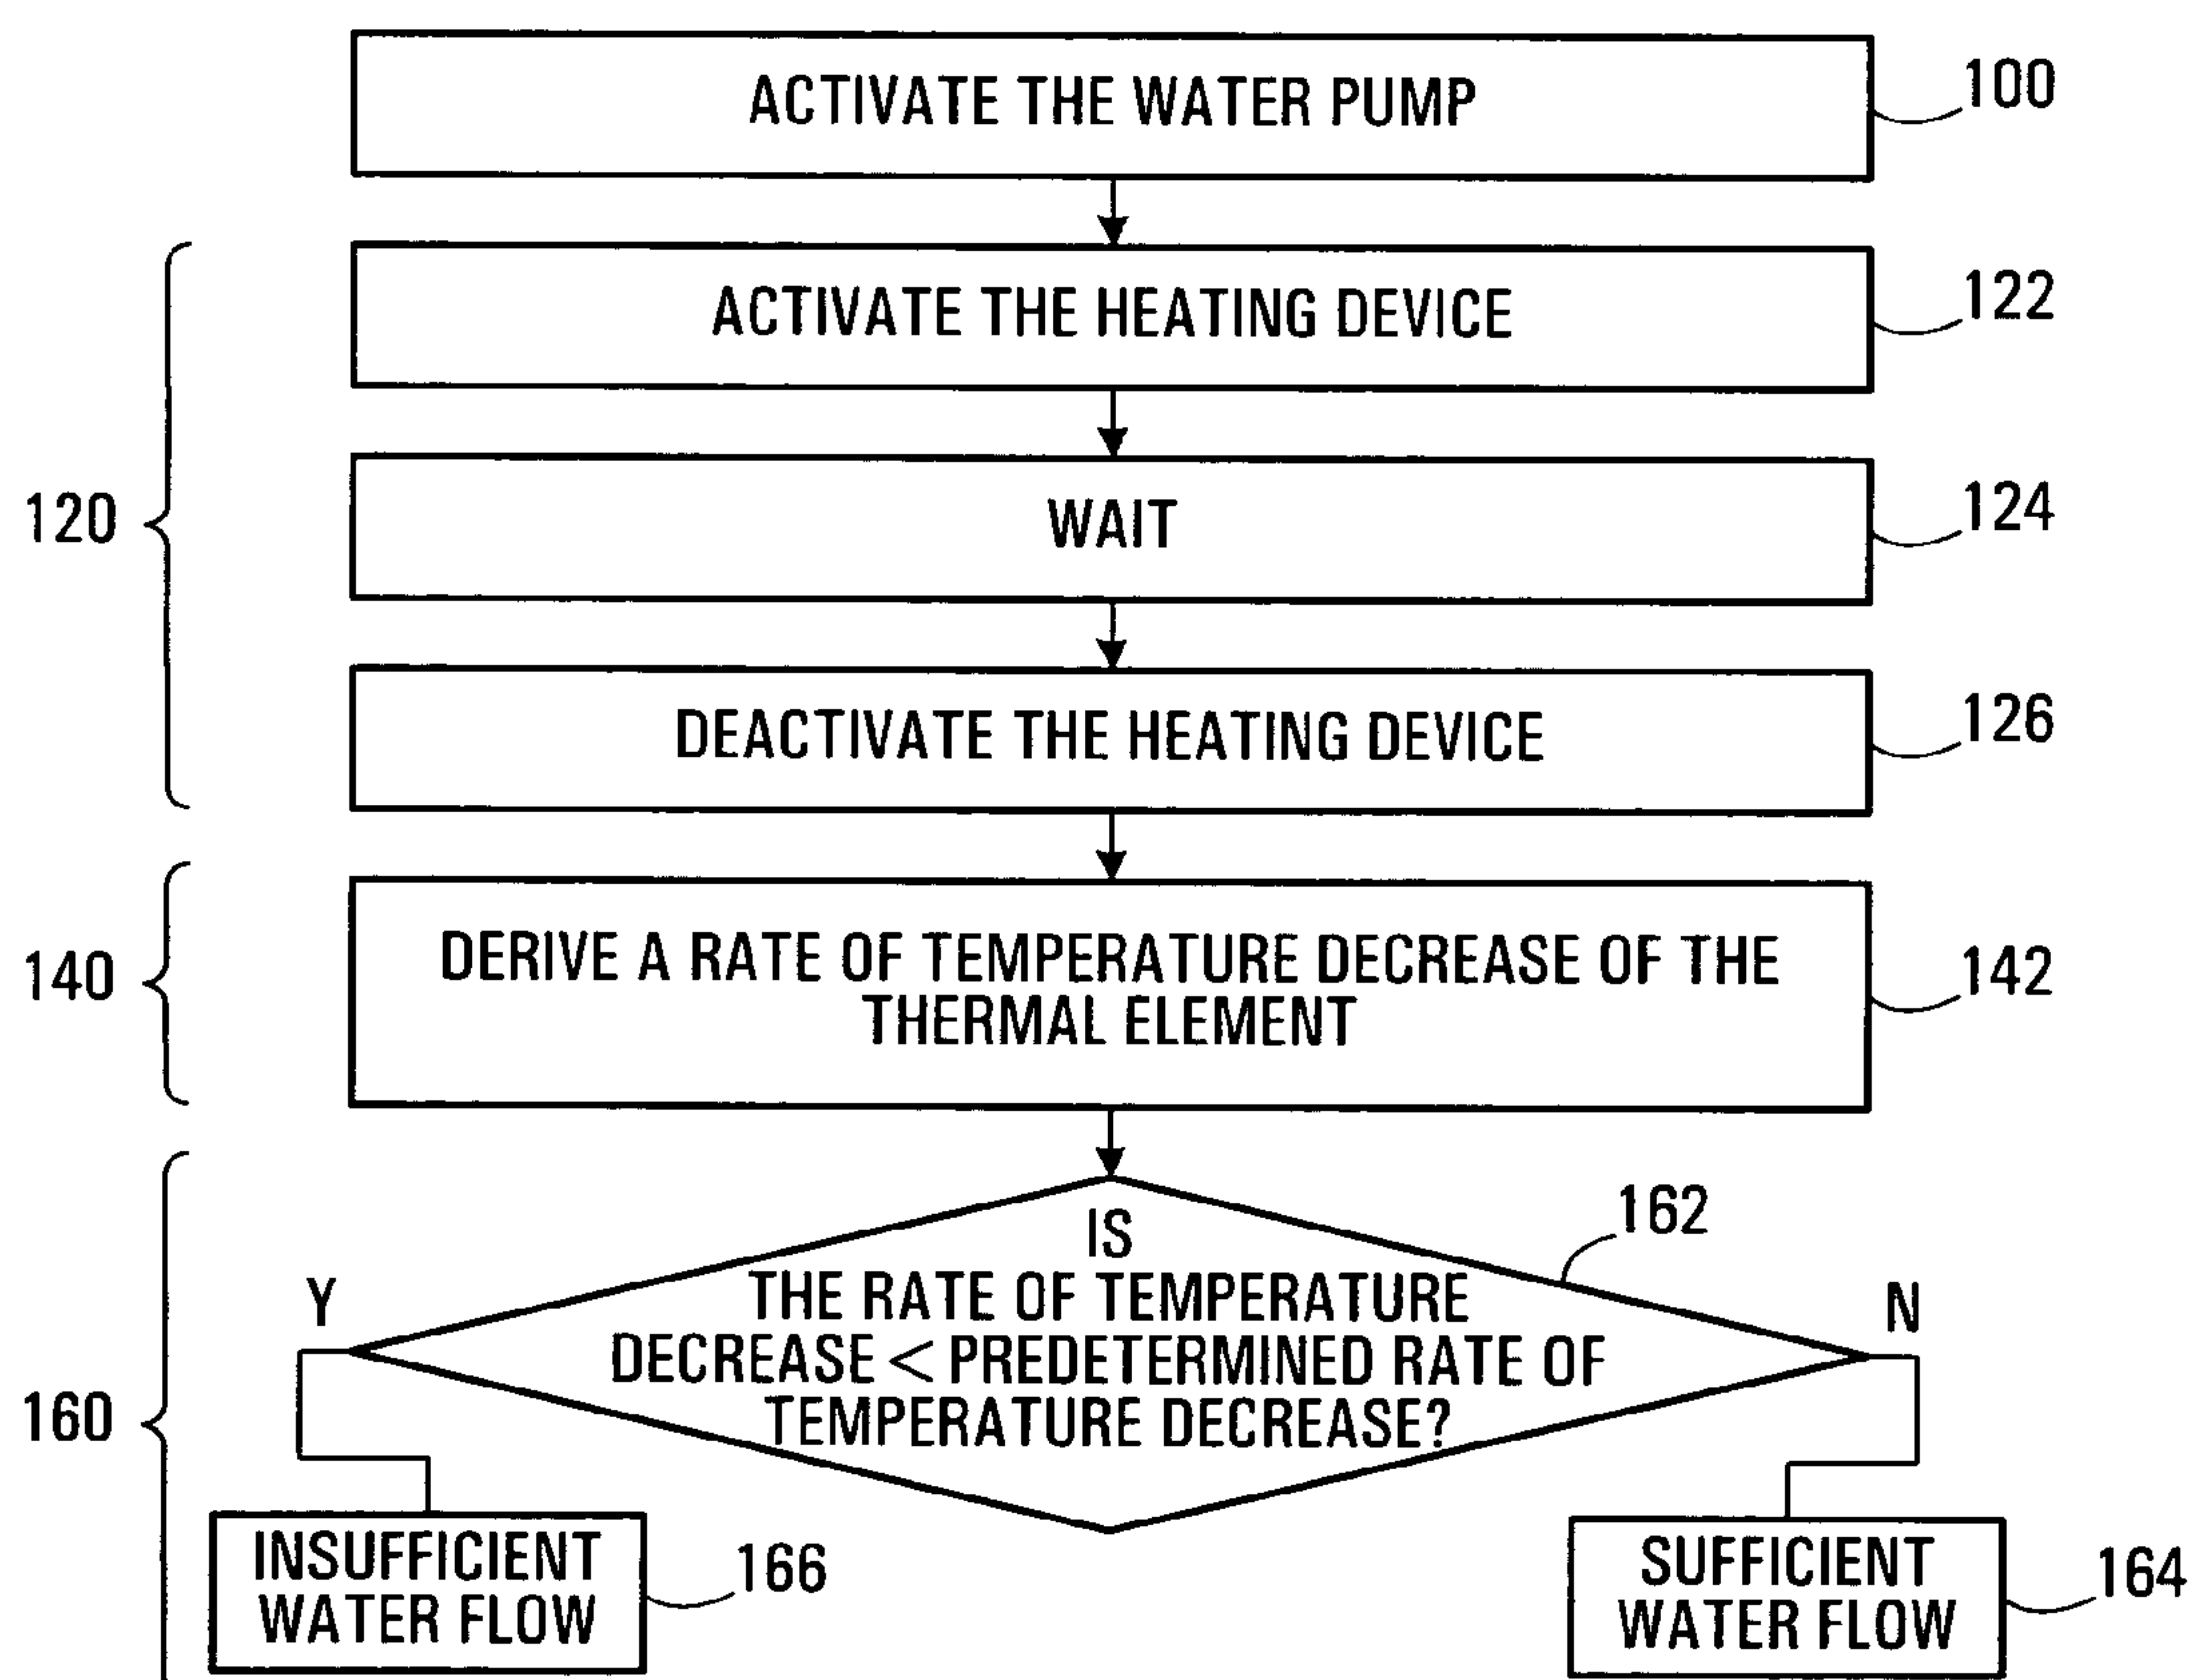 ACTIVATE THE WATER PUMP
100
ACTIVATE THE HEATING DEVICE
122
WAIT
124
120
DEACTIVATE THE HEATING DEVICE
126
DERIVE A RATE OF TEMPERATURE DECREASE OF THE
THERMAL ELEMENT
142
140
162
IS
THE RATE OF TEMPERATURE
DECREASE < PREDETERMINED RATE OF
TEMPERATURE DECREASE?
Y
N
160
INSUFFICIENT
WATER FLOW
166
SUFFICIENT
WATER FLOW
164